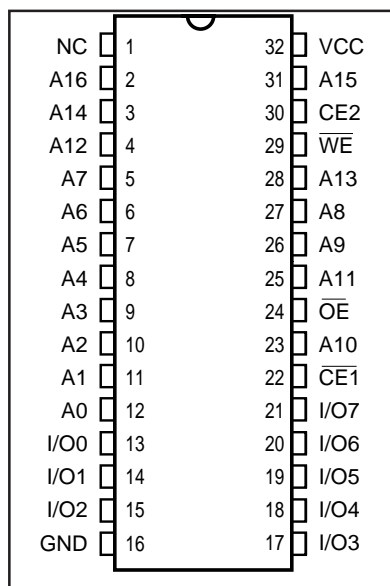 NC 1 32 VCC
A16 2 31 A15
A14 3 30 CE2
A12 4 29 W̅E̅
A7 5 28 A13
A6 6 27 A8
A5 7 26 A9
A4 8 25 A11
A3 9 24 O̅E̅
A2 10 23 A10
A1 11 22 C̅E̅1̅
A0 12 21 I/O7
I/O0 13 20 I/O6
I/O1 14 19 I/O5
I/O2 15 18 I/O4
GND 16 17 I/O3